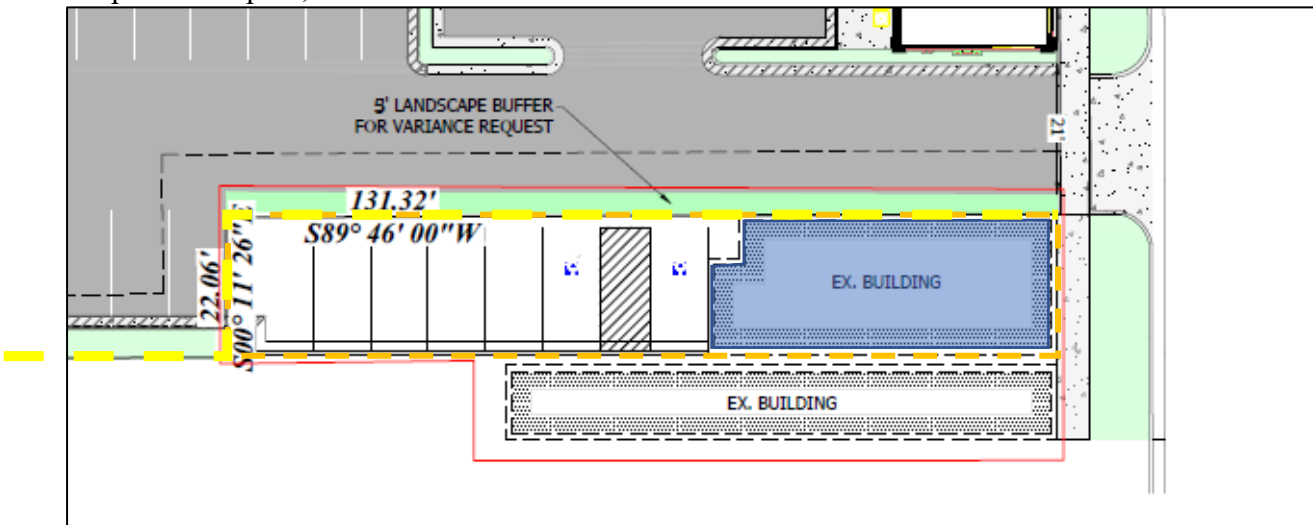 5' LANDSCAPE BUFFER
FOR VARIANCE REQUEST
21'
131.32'
S89° 46' 00"W
22.06'
S00° 11' 26"E
EX. BUILDING
EX. BUILDING